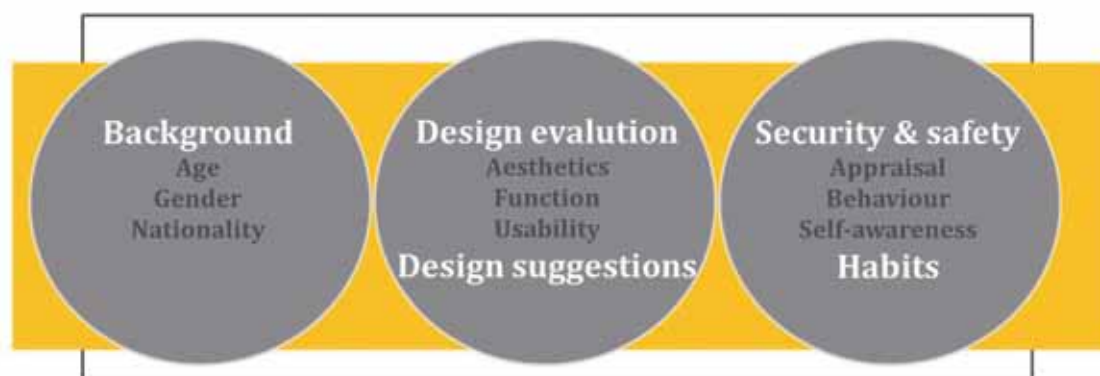 Background
Age
Gender
Nationality
Design evalution
Aesthetics
Function
Usability
Design suggestions
Security & safety
Appraisal
Behaviour
Self-awareness
Habits